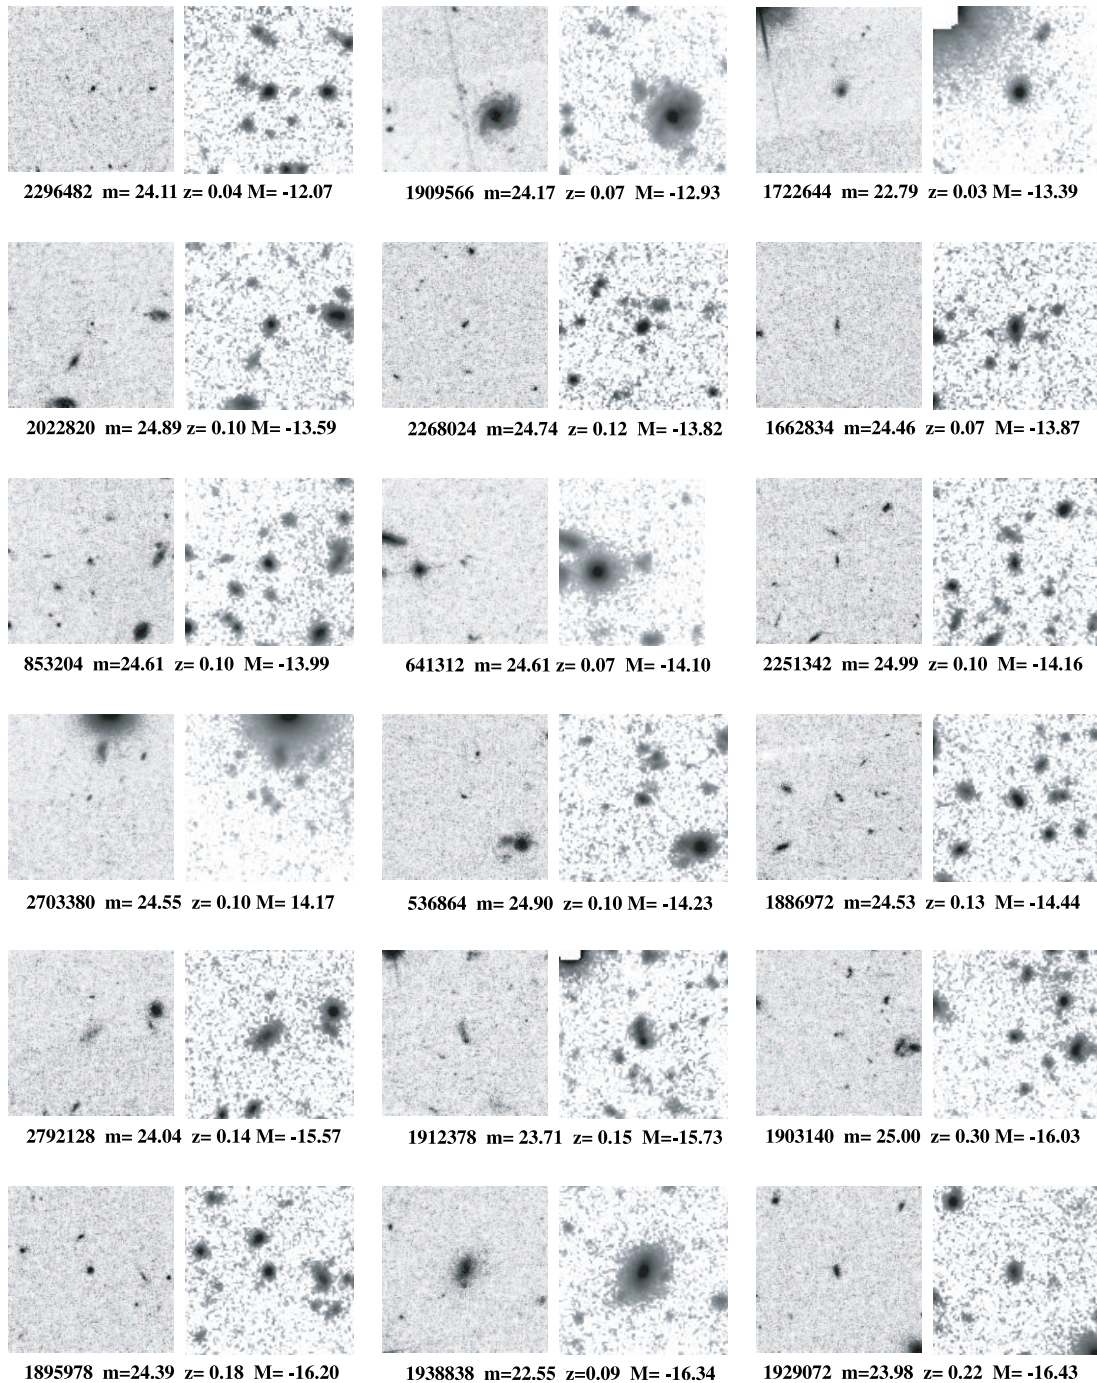 2296482 m= 24.11 z= 0.04 M= -12.07
1909566 m=24.17 z= 0.07 M= -12.93
1722644 m= 22.79 z= 0.03 M= -13.39
2022820 m= 24.89 z= 0.10 M= -13.59
2268024 m=24.74 z= 0.12 M= -13.82
1662834 m= 24.46 z= 0.07 M= -13.87
853204 m=24.61 z= 0.10 M= -13.99
641312 m= 24.61 z= 0.07 M= -14.10
2251342 m= 24.99 z= 0.10 M= -14.16
2703380 m= 24.55 z= 0.10 M= 14.17
536864 m= 24.90 z= 0.10 M= -14.23
1886972 m=24.53 z= 0.13 M= -14.44
2792128 m= 24.04 z= 0.14 M= -15.57
1912378 m= 23.71 z= 0.15 M= -15.73
1903140 m= 25.00 z= 0.30 M= -16.03
1895978 m=24.39 z= 0.18 M= -16.20
1938838 m=22.55 z=0.09 M= -16.34
1929072 m=23.98 z= 0.22 M= -16.43